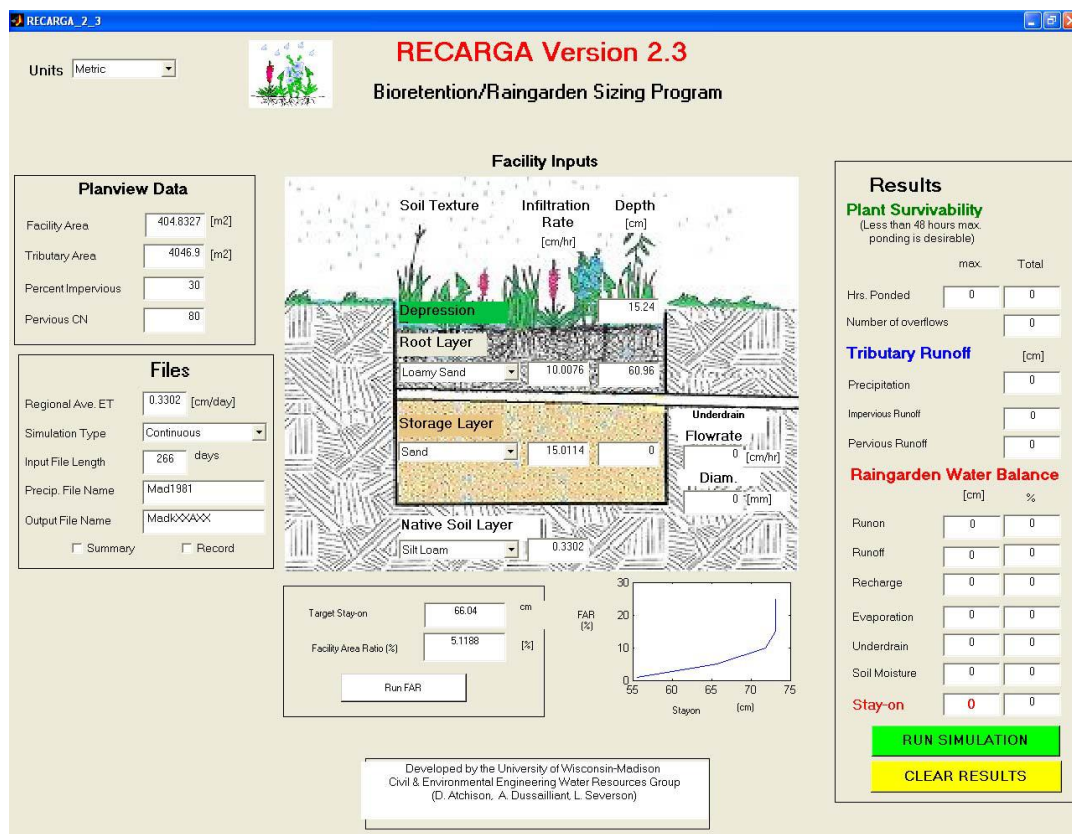 RECARGA_2_3
Units Metric
RECARGA Version 2.3
Bioretention/Raingarden Sizing Program
Planview Data
Facility Area 404.8327 [m2]
Tributary Area 4046.9 [m2]
Percent Impervious 30
Pervious CN 80
Files
Regional Ave. ET 0.3302 [cm/day]
Simulation Type Continuous
Input File Length 266 days
Precip. File Name Mad1981
Output File Name MadkXXAXX
Summary Record
Facility Inputs
Soil Texture Infiltration Rate [cm/hr] Depth [cm]
Depression 15.24
Root Layer
Loamy Sand 10.0076 60.96
Storage Layer
Sand 15.0114 0
Underdrain
Flowrate
0 [cm/hr]
Diam.
0 [mm]
Native Soil Layer
Silt Loam 0.3302
Target Stay-on 66.04 cm
Facility Area Ratio (%) 5.1188 [%]
Run FAR
FAR
(%)
30
20
10
0
55 60 65 70 75
Stayon [cm]
Developed by the University of Wisconsin-Madison
Civil & Environmental Engineering Water Resources Group
(D. Atchison, A. Dussailliant, L. Severson)
Results
Plant Survivability
(Less than 48 hours max.
ponding is desirable)
max. Total
Hrs. Ponded 0 0
Number of overflows 0
Tributary Runoff [cm]
Precipitation 0
Impervious Runoff 0
Pervious Runoff 0
Raingarden Water Balance
[cm] %
Runon 0 0
Runoff 0 0
Recharge 0 0
Evaporation 0 0
Underdrain 0 0
Soil Moisture 0 0
Stay-on 0 0
RUN SIMULATION
CLEAR RESULTS